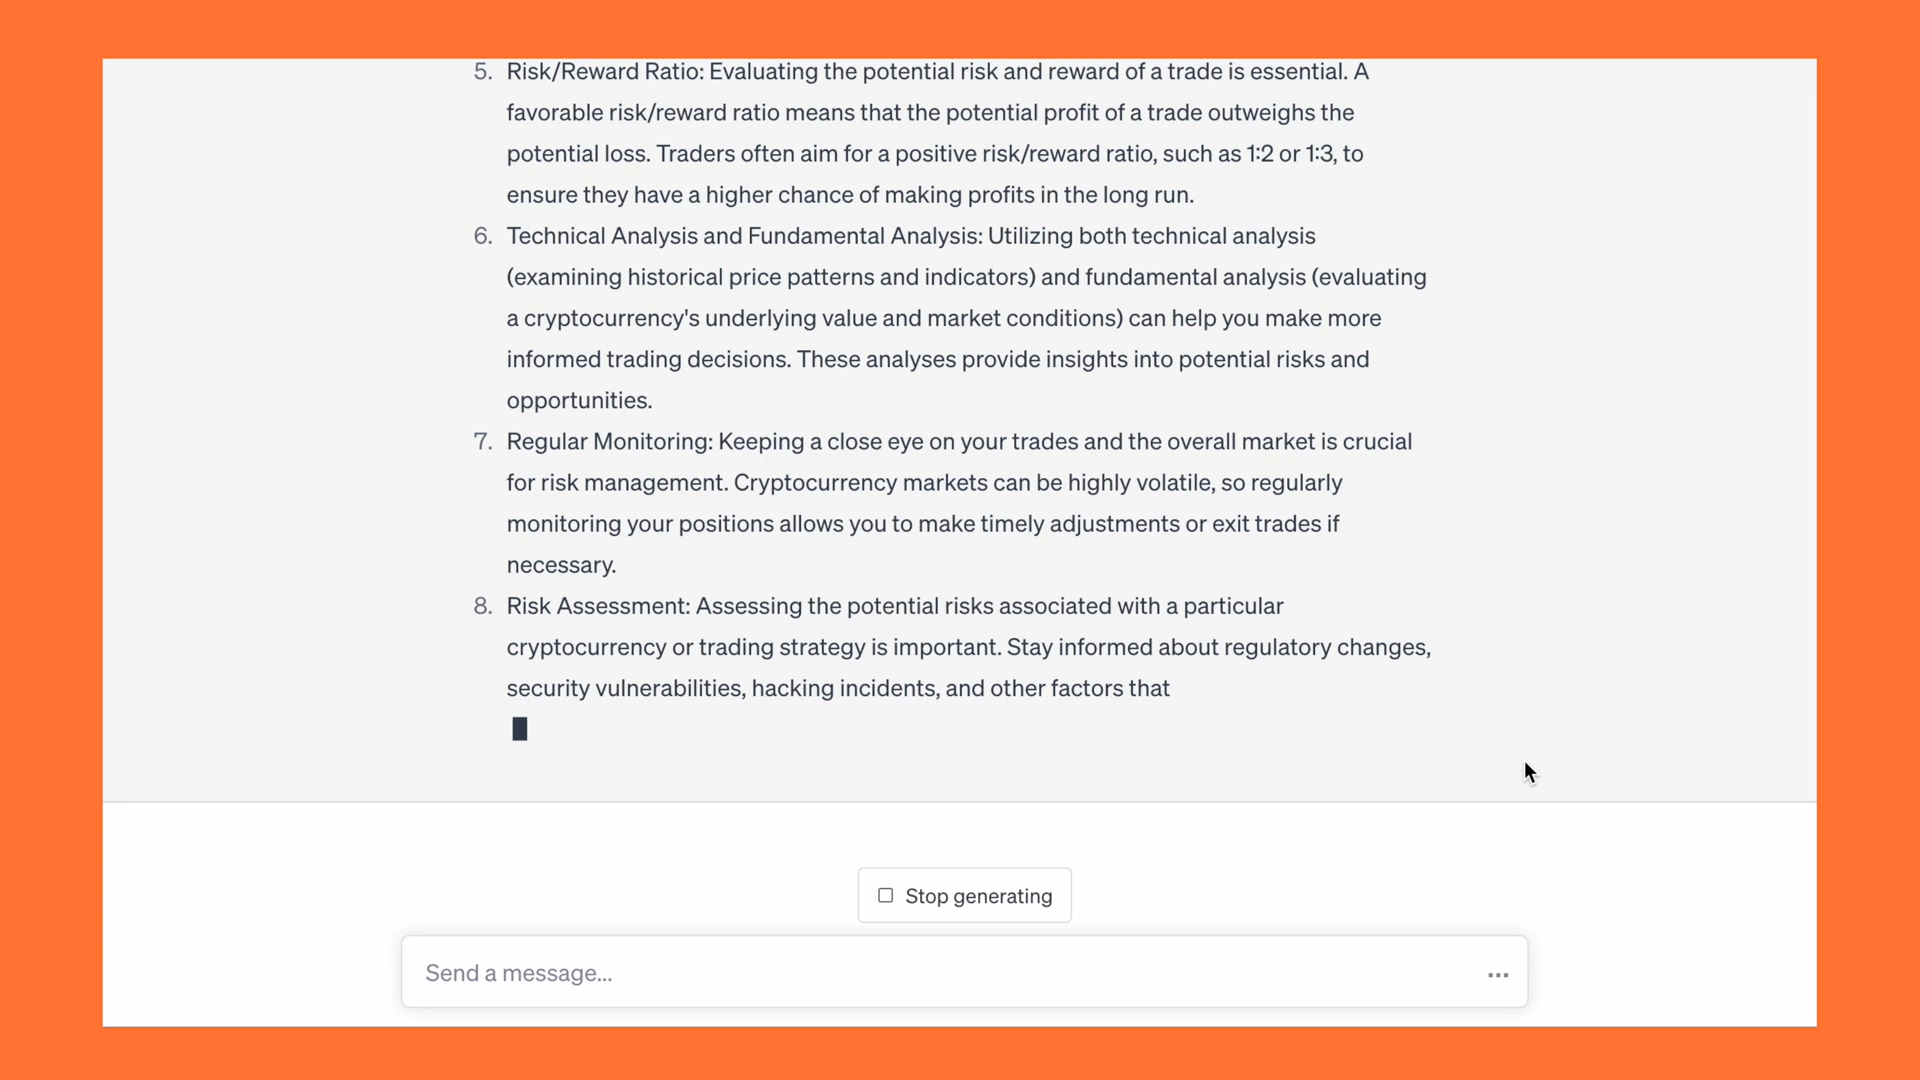 5. Risk/Reward Ratio: Evaluating the potential risk and reward of a trade is essential. A
favorable risk/reward ratio means that the potential profit of a trade outweighs the
potential loss. Traders often aim for a positive risk/reward ratio, such as 1:2 or 1:3, to
ensure they have a higher chance of making profits in the long run.
6. Technical Analysis and Fundamental Analysis: Utilizing both technical analysis
(examining historical price patterns and indicators) and fundamental analysis (evaluating
a cryptocurrency's underlying value and market conditions) can help you make more
informed trading decisions. These analyses provide insights into potential risks and
opportunities.
7. Regular Monitoring: Keeping a close eye on your trades and the overall market is crucial
for risk management. Cryptocurrency markets can be highly volatile, so regularly
monitoring your positions allows you to make timely adjustments or exit trades if
necessary.
8. Risk Assessment: Assessing the potential risks associated with a particular
cryptocurrency or trading strategy is important. Stay informed about regulatory changes,
security vulnerabilities, hacking incidents, and other factors that
Stop generating
Send a message...